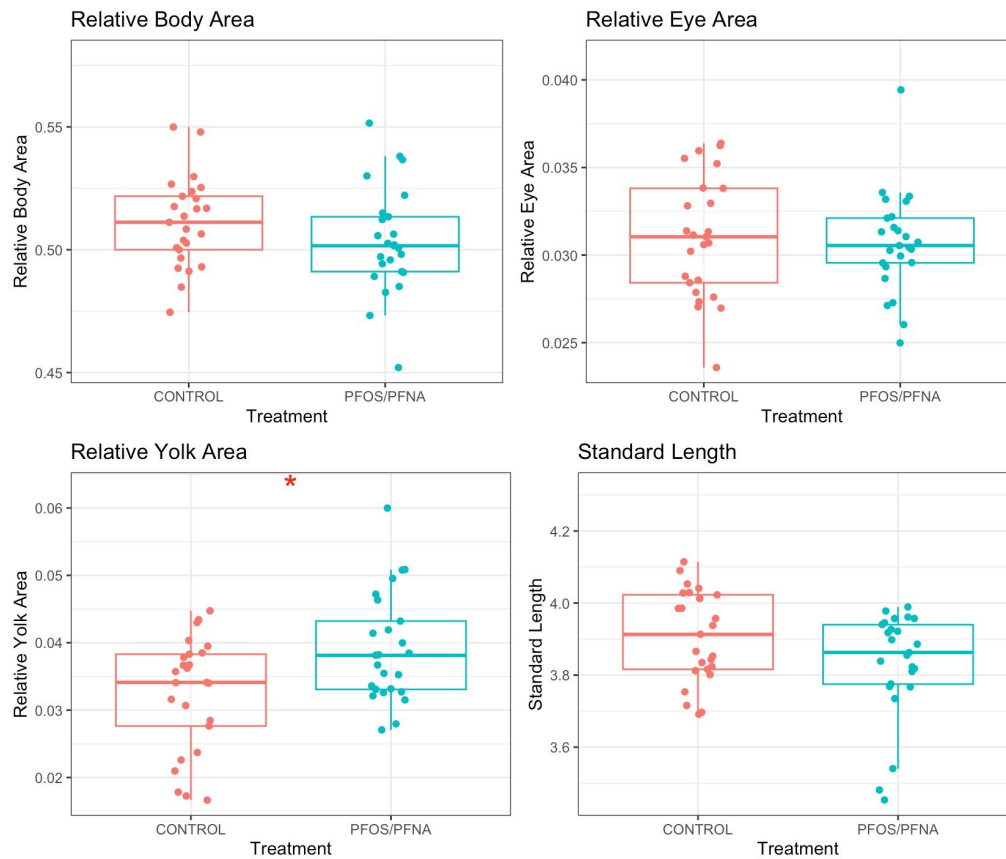 Relative Body Area
Relative Body Area
0.55
0.50
0.45
CONTROL
PFOS/PFNA
Treatment
Relative Eye Area
Relative Eye Area
0.040
0.035
0.030
0.025
CONTROL
PFOS/PFNA
Treatment
Relative Yolk Area
*
Relative Yolk Area
0.06
0.05
0.04
0.03
0.02
CONTROL
PFOS/PFNA
Treatment
Standard Length
Standard Length
4.2
4.0
3.8
3.6
CONTROL
PFOS/PFNA
Treatment